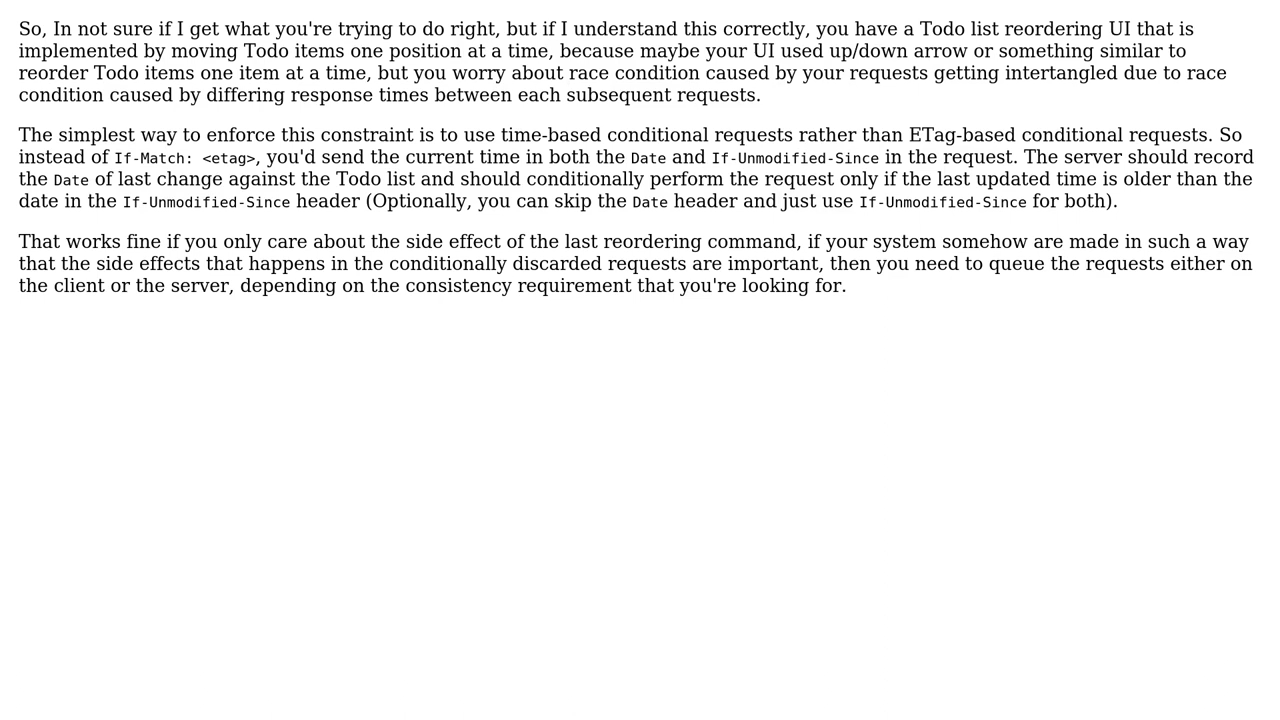 So, In not sure if I get what you're trying to do right, but if I understand this correctly, you have a Todo list reordering UI that is
implemented by moving Todo items one position at a time, because maybe your UI used up/down arrow or something similar to
reorder Todo items one item at a time, but you worry about race condition caused by your requests getting intertangled due to race
condition caused by differing response times between each subsequent requests.
The simplest way to enforce this constraint is to use time-based conditional requests rather than ETag-based conditional requests. So
instead of If-Match: <etag>, you'd send the current time in both the Date and If-Unmodified-Since in the request. The server should record
the Date of last change against the Todo list and should conditionally perform the request only if the last updated time is older than the
date in the If-Unmodified-Since header (Optionally, you can skip the Date header and just use If-Unmodified-Since for both).
That works fine if you only care about the side effect of the last reordering command, if your system somehow are made in such a way
that the side effects that happens in the conditionally discarded requests are important, then you need to queue the requests either on
the client or the server, depending on the consistency requirement that you're looking for.